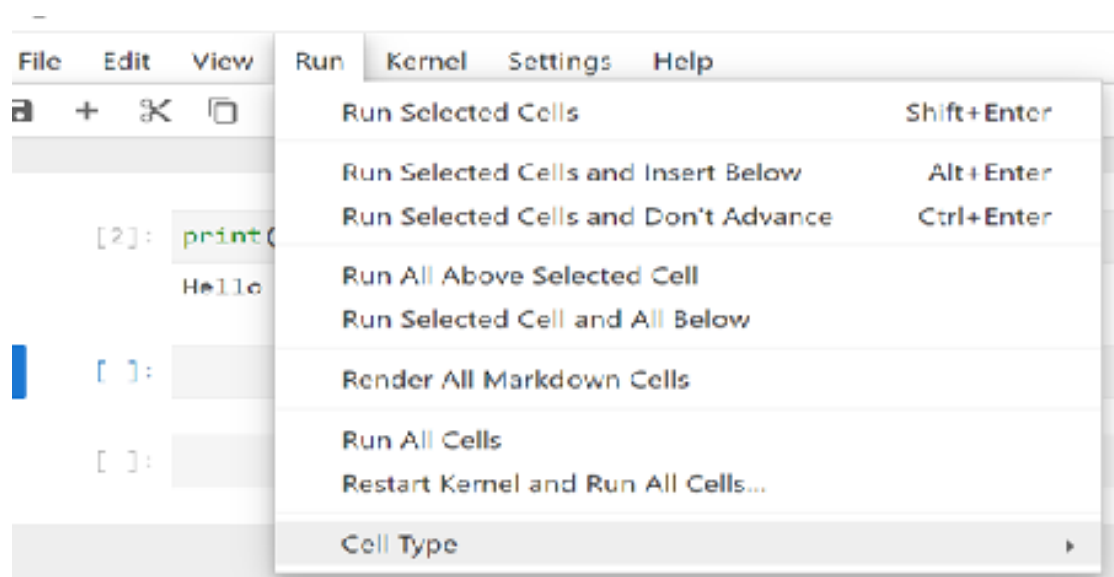 File Edit View Run Kernel Settings Help
Run Selected Cells Shift+Enter
Run Selected Cells and Insert Below Alt+Enter
Run Selected Cells and Don't Advance Ctrl+Enter
[2]: print(
Hello
Run All Above Selected Cell
Run Selected Cell and All Below
[ ]:
Render All Markdown Cells
Run All Cells
[ ]:
Restart Kernel and Run All Cells...
Cell Type